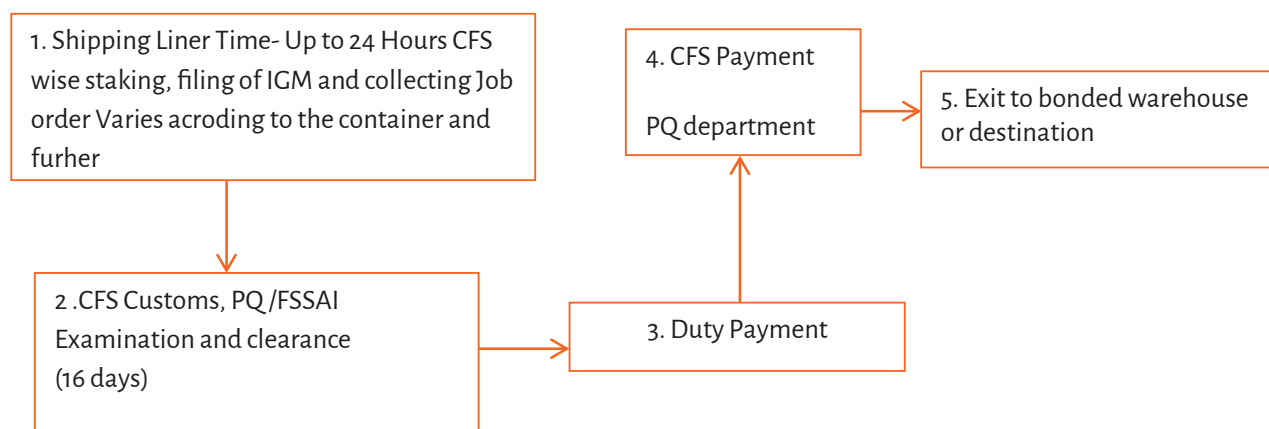 1. Shipping Liner Time- Up to 24 Hours CFS
wise staking, filing of IGM and collecting Job
order Varies acroding to the container and
furher
2 .CFS Customs, PQ /FSSAI
Examination and clearance
(16 days)
3. Duty Payment
4. CFS Payment
PQ department
5. Exit to bonded warehouse
or destination